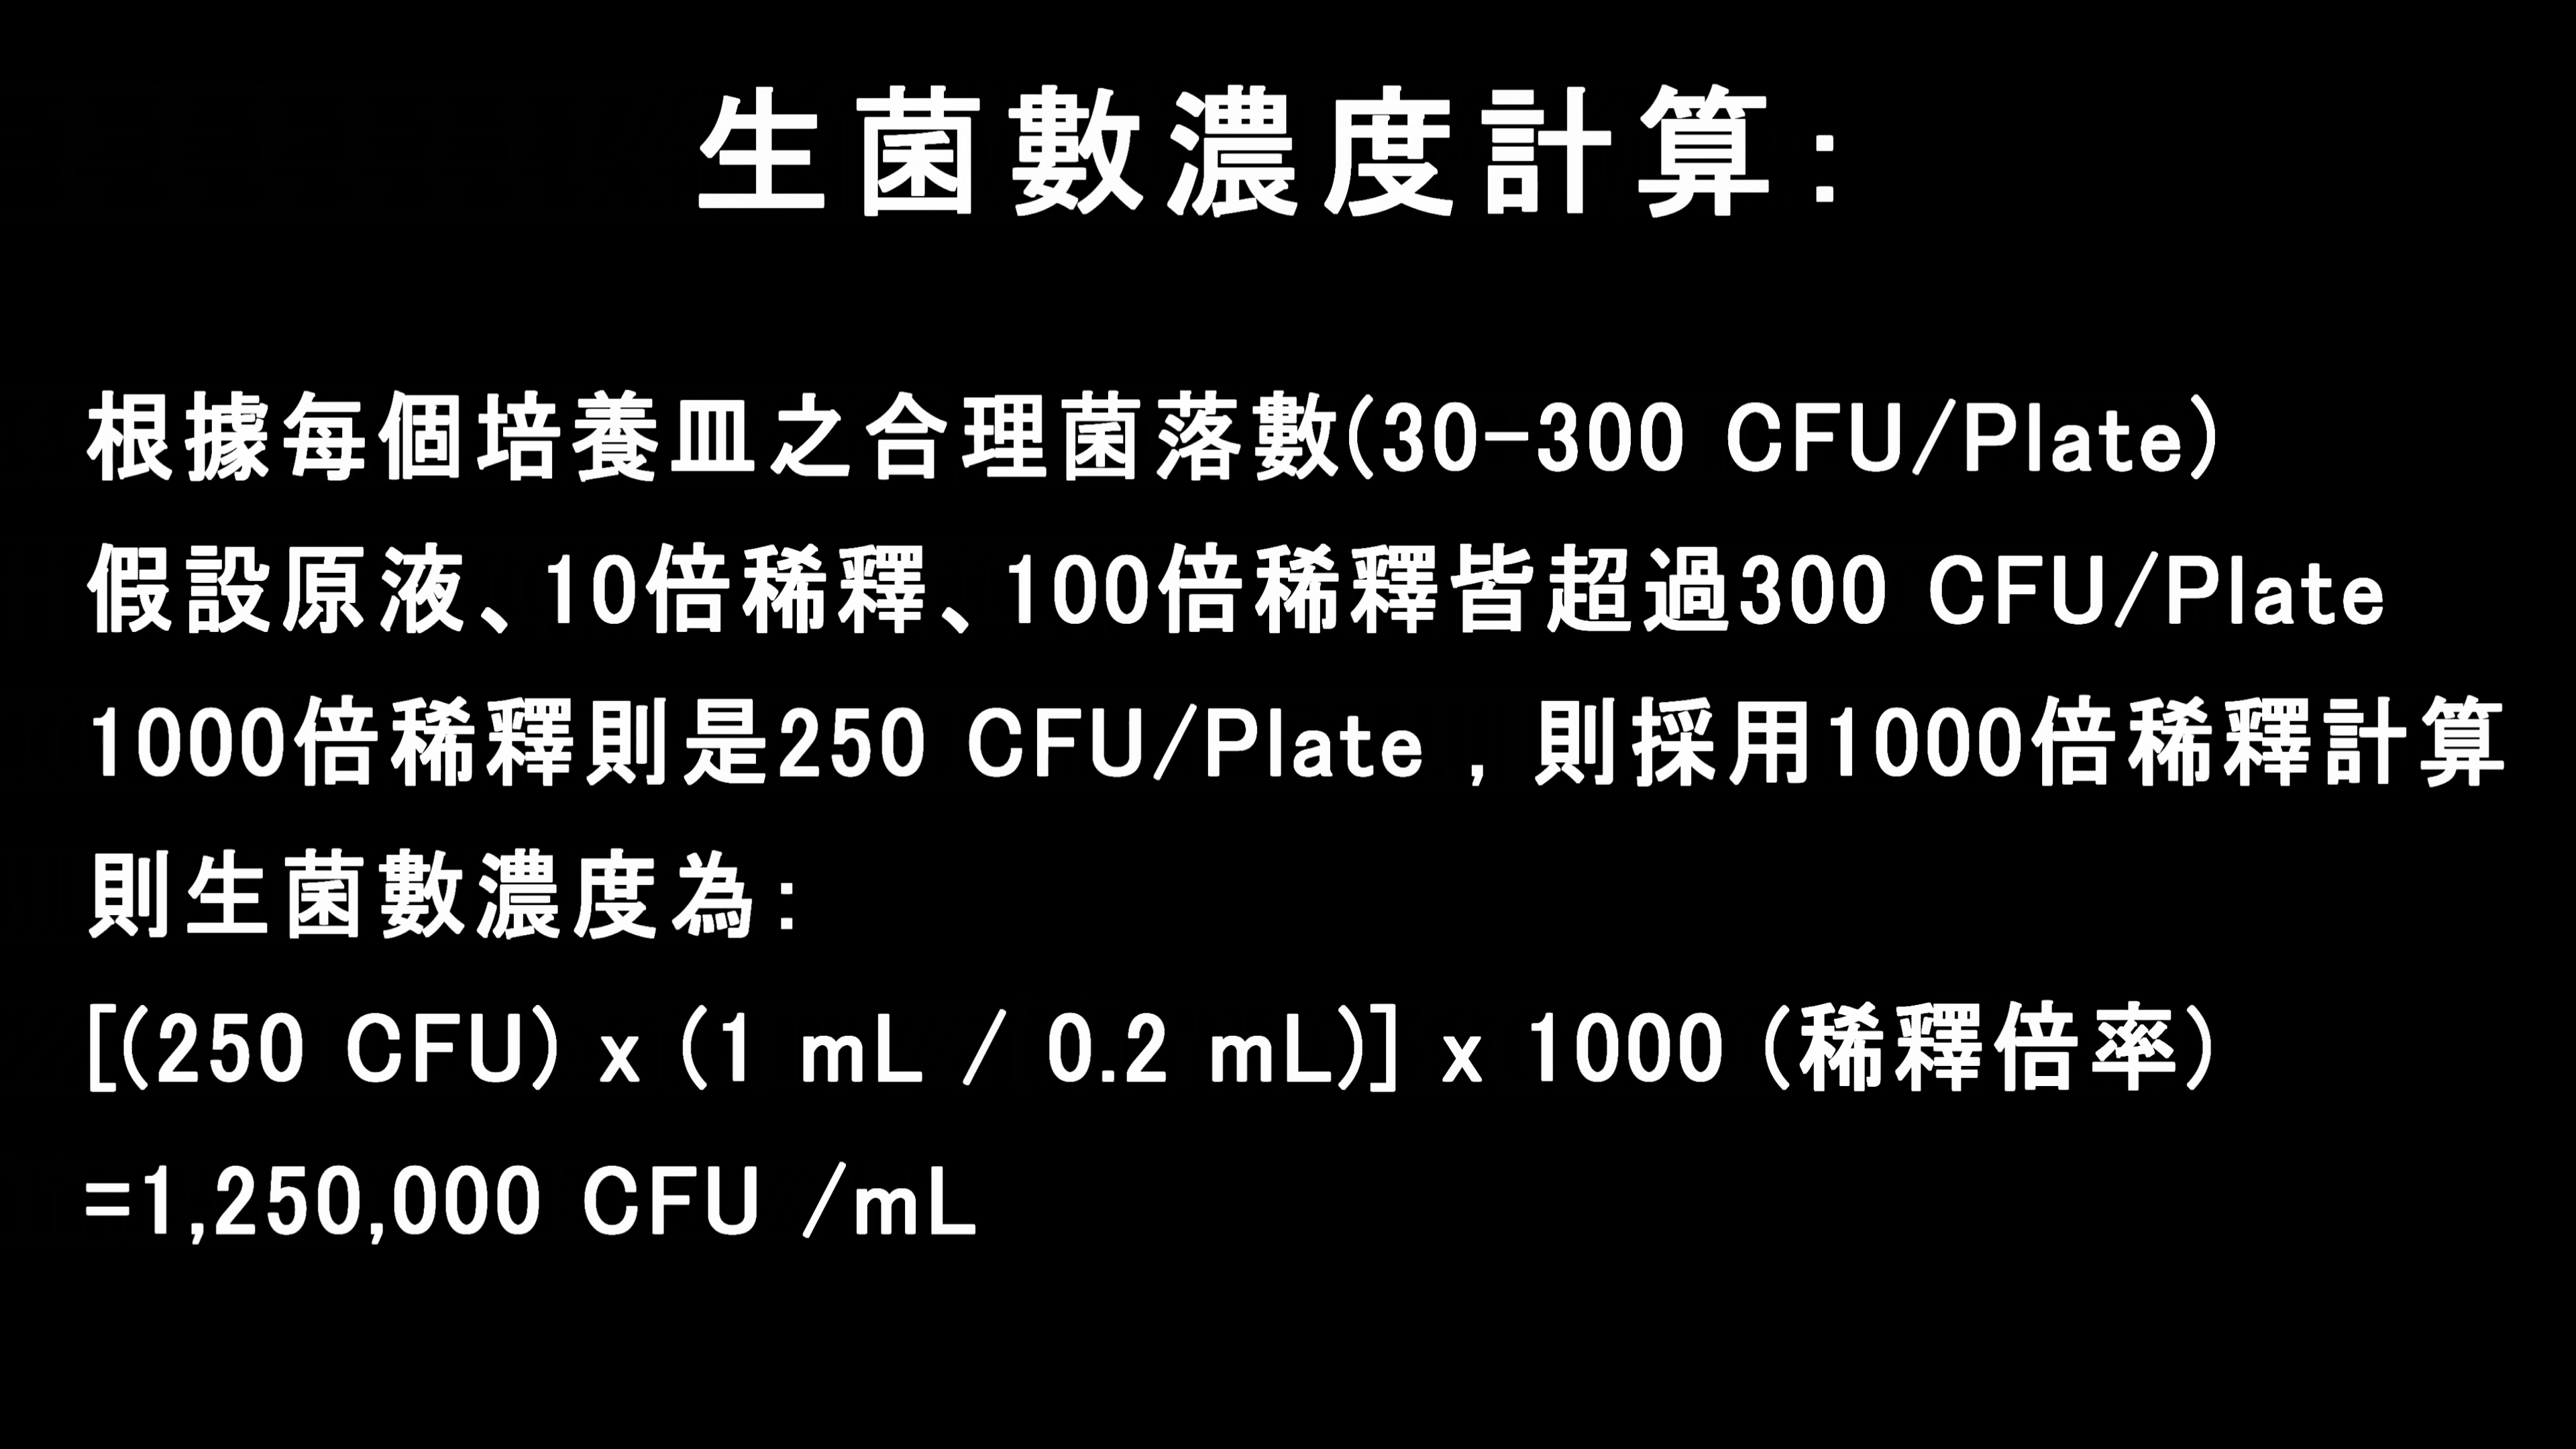 生菌數濃度計算:
根據每個培養皿之合理菌落數(30-300 CFU/Plate)
假設原液、10倍稀釋、100倍稀釋皆超過300 CFU/Plate
1000倍稀釋則是250 CFU/Plate , 則採用1000倍稀釋計算
則生菌數濃度為:
[(250 CFU) x (1 mL / 0.2 mL)] x 1000 (稀釋倍率)
=1,250,000 CFU /mL